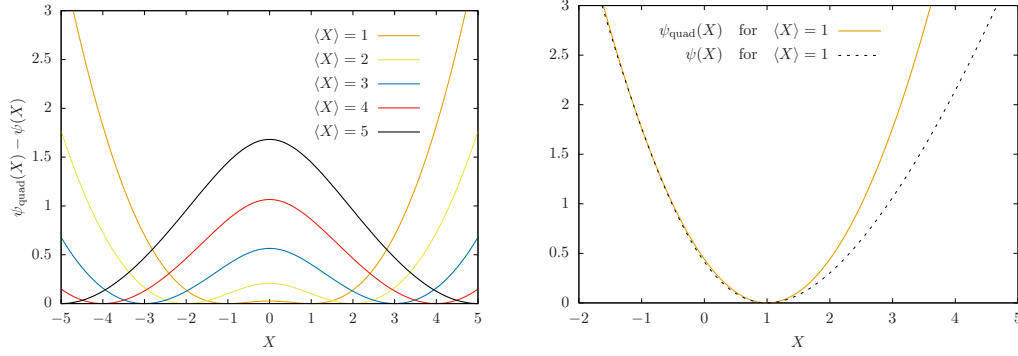 ψquad(X) − ψ(X)
3
2.5
2
1.5
1
0.5
0
⟨X⟩ = 1
⟨X⟩ = 2
⟨X⟩ = 3
⟨X⟩ = 4
⟨X⟩ = 5
−5 −4 −3 −2 −1 0 1 2 3 4 5
X
3
2.5
2
1.5
1
0.5
0
ψquad(X) for ⟨X⟩ = 1
ψ(X) for ⟨X⟩ = 1
−2 −1 0 1 2 3 4 5
X